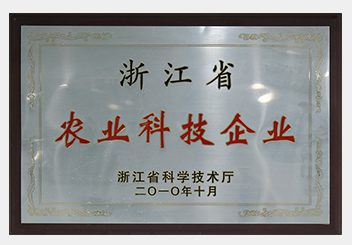 浙江省
农业科技企业
浙江省科学技术厅
二〇一〇年十月